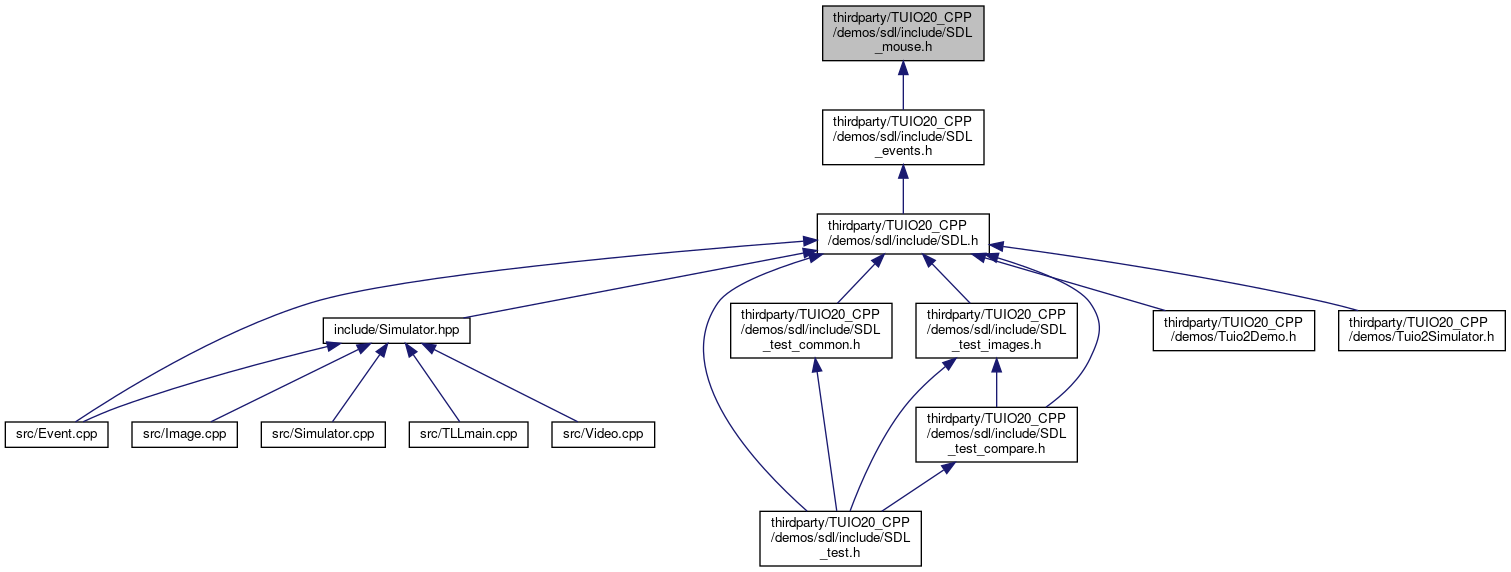 thirdparty/TUIO20_CPP
/demos/sdl/include/SDL
_mouse.h
thirdparty/TUIO20_CPP
/demos/sdl/include/SDL
_events.h
thirdparty/TUIO20_CPP
/demos/sdl/include/SDL.h
include/Simulator.hpp
thirdparty/TUIO20_CPP
/demos/sdl/include/SDL
_test_common.h
thirdparty/TUIO20_CPP
/demos/sdl/include/SDL
_test_images.h
thirdparty/TUIO20_CPP
/demos/Tuio2Demo.h
thirdparty/TUIO20_CPP
/demos/Tuio2Simulator.h
src/Event.cpp
src/Image.cpp
src/Simulator.cpp
src/TLLmain.cpp
src/Video.cpp
thirdparty/TUIO20_CPP
/demos/sdl/include/SDL
_test_compare.h
thirdparty/TUIO20_CPP
/demos/sdl/include/SDL
_test.h